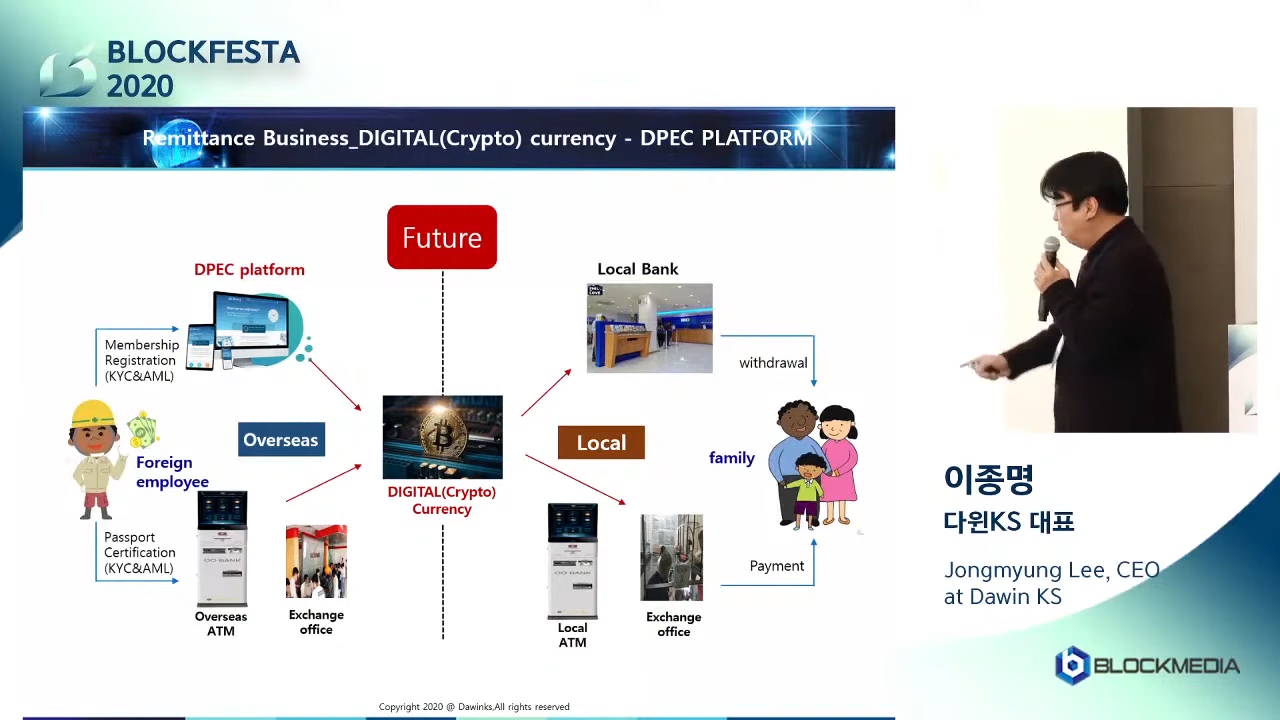 BLOCKFESTA
2020
Remittance Business_DIGITAL(Crypto) currency - DPEC PLATFORM
Future
DPEC platform
Local Bank
Membership
Registration
(KYC&AML)
withdrawal
Overseas
Local
Foreign
employee
family
DIGITAL(Crypto)
Currency
Passport
Certification
(KYC&AML)
Payment
Overseas
ATM
Exchange
office
Local
ATM
Exchange
office
Copyright 2020 @ Dawinks,All rights reserved
이종명
다윈KS 대표
Jongmyung Lee, CEO
at Dawin KS
BLOCKMEDIA